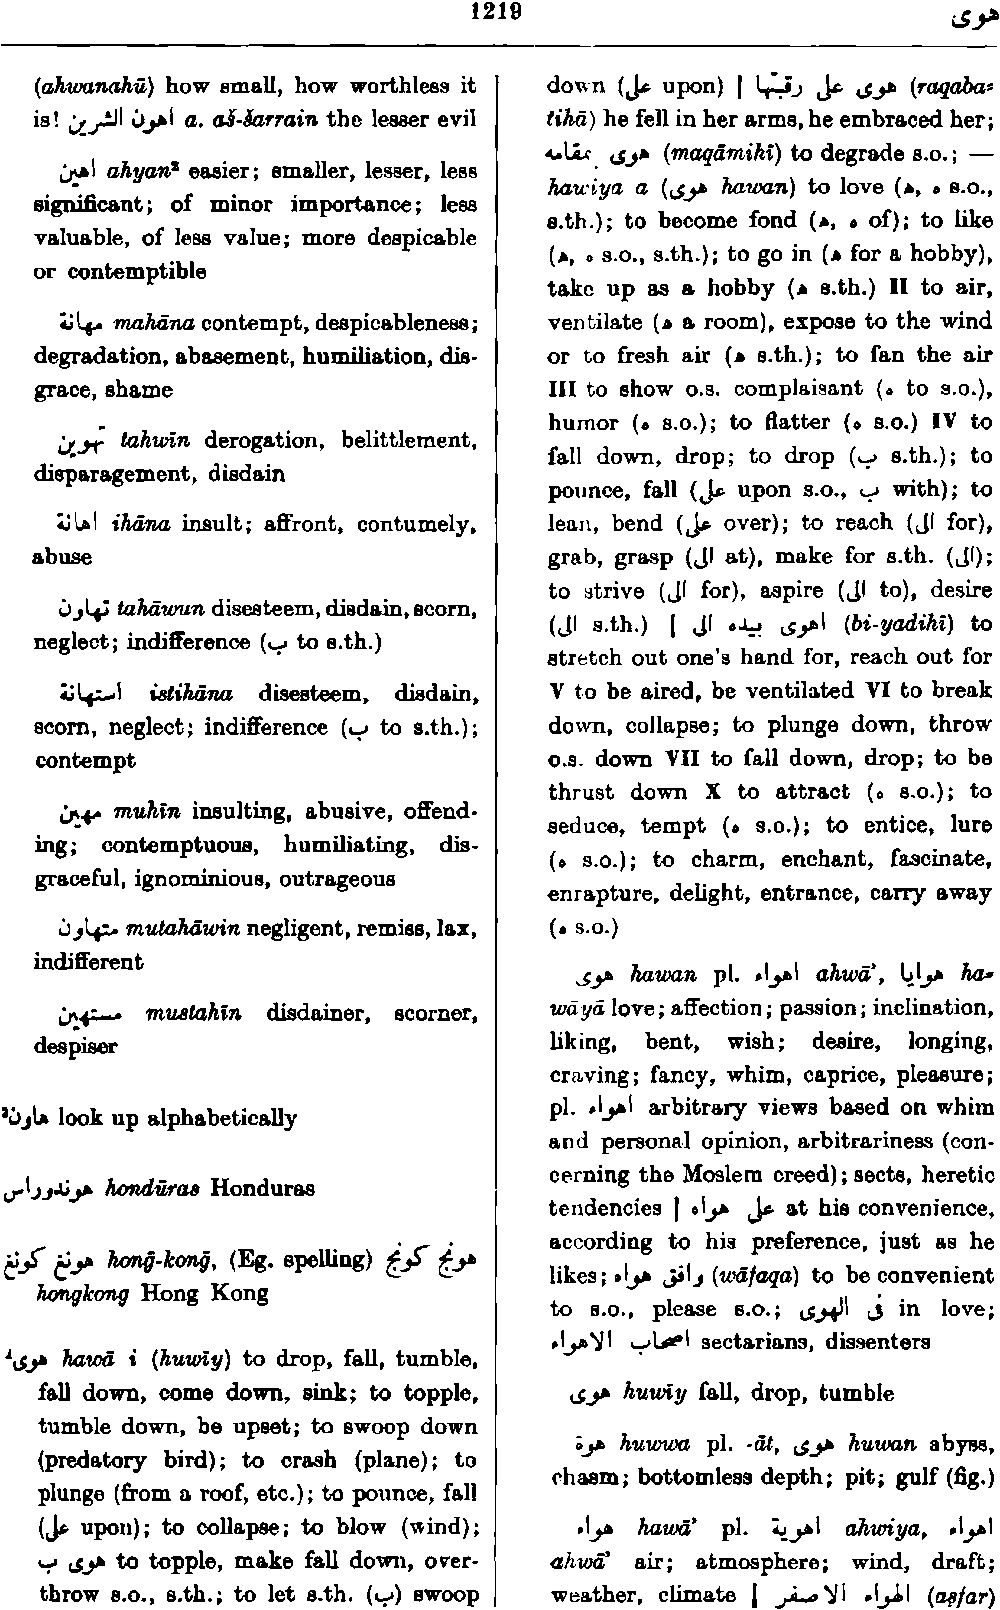 1219
هوى
(ahwanahū) how small, how worthless it
is! اهون الشرين a. aš-šarrain the lesser evil
اهين ahyan² easier; smaller, lesser, less
significant; of minor importance; less
valuable, of less value; more despicable
or contemptible
مهانة mahāna contempt, despicableness;
degradation, abasement, humiliation, dis-
grace, shame
تهوين tahwīn derogation, belittlement,
disparagement, disdain
اهانة ihāna insult; affront, contumely,
abuse
تهاون tahāwun disesteem, disdain, scorn,
neglect; indifference (ب to s.th.)
استهانة istihāna disesteem, disdain,
scorn, neglect; indifference (ب to s.th.);
contempt
مهين muhīn insulting, abusive, offend-
ing; contemptuous, humiliating, dis-
graceful, ignominious, outrageous
متهاون mutahāwin negligent, remiss, lax,
indifferent
مستهين mustahīn disdainer, scorner,
despiser
هاون² look up alphabetically
هوندوراس hondūras Honduras
هونغ كونغ hong̃-kong̃, (Eg. spelling) هونج كونج
hongkong Hong Kong
هوى¹ hawā i (huwīy) to drop, fall, tumble,
fall down, come down, sink; to topple,
tumble down, be upset; to swoop down
(predatory bird); to crash (plane); to
plunge (from a roof, etc.); to pounce, fall
(على upon); to collapse; to blow (wind);
هوى ب to topple, make fall down, over-
throw s.o., s.th.; to let s.th. (ب) swoop
down (على upon) | هوى على رقبتها (raqaba-
tihā) he fell in her arms, he embraced her;
هوى بمقامه (maqāmihī) to degrade s.o.; —
hawiya a (هوى hawan) to love (ه, ه s.o.,
s.th.); to become fond (ه, ه of); to like
(ه, ه s.o., s.th.); to go in (ه for a hobby),
take up as a hobby (ه s.th.) II to air,
ventilate (ه a room), expose to the wind
or to fresh air (ه s.th.); to fan the air
III to show o.s. complaisant (ه to s.o.),
humor (ه s.o.); to flatter (ه s.o.) IV to
fall down, drop; to drop (ب s.th.); to
pounce, fall (على upon s.o., ب with); to
lean, bend (على over); to reach (الى for),
grab, grasp (الى at), make for s.th. (الى);
to strive (الى for), aspire (الى to), desire
(الى s.th.) | اهوى بيده الى (bi-yadihī) to
stretch out one's hand for, reach out for
V to be aired, be ventilated VI to break
down, collapse; to plunge down, throw
o.s. down VII to fall down, drop; to be
thrust down X to attract (ه s.o.); to
seduce, tempt (ه s.o.); to entice, lure
(ه s.o.); to charm, enchant, fascinate,
enrapture, delight, entrance, carry away
(ه s.o.)
هوى hawan pl. اهواء ahwā', هوايا ha-
wāyā love; affection; passion; inclination,
liking, bent, wish; desire, longing,
craving; fancy, whim, caprice, pleasure;
pl. اهواء arbitrary views based on whim
and personal opinion, arbitrariness (con-
cerning the Moslem creed); sects, heretic
tendencies | على هواه at his convenience,
according to his preference, just as he
likes; وافق هواه (wāfaqa) to be convenient
to s.o., please s.o.; فى الهوى in love;
اصحاب الاهواء sectarians, dissenters
هوى huwīy fall, drop, tumble
هوة huwwa pl. -āt, هوى huwan abyss,
chasm; bottomless depth; pit; gulf (fig.)
هواء hawā' pl. اهوية ahwiya, اهواء
ahwā' air; atmosphere; wind, draft;
weather, climate | الهواء الاصفر (aṣfar)